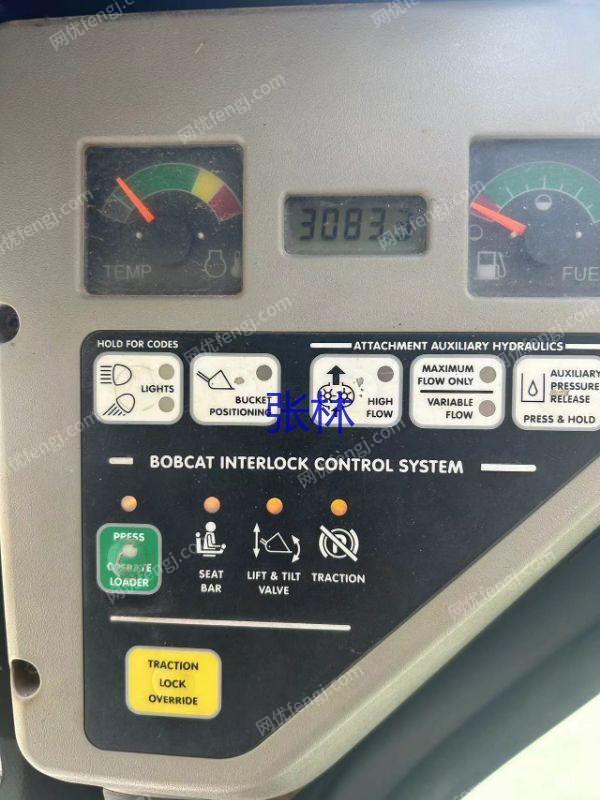 网优fengj.com
TEMP
FUE
HOLD FOR CODES
ATTACHMENT AUXILIARY HYDRAULICS
LIGHTS
BUCKET
POSITIONING
HIGH
FLOW
MAXIMUM
FLOW ONLY
VARIABLE
FLOW
AUXILIARY
PRESSURE
RELEASE
PRESS & HOLD
张林
BOBCAT INTERLOCK CONTROL SYSTEM
PRESS
OPERATE
LOADER
SEAT
BAR
LIFT & TILT
VALVE
TRACTION
TRACTION
LOCK
OVERRIDE